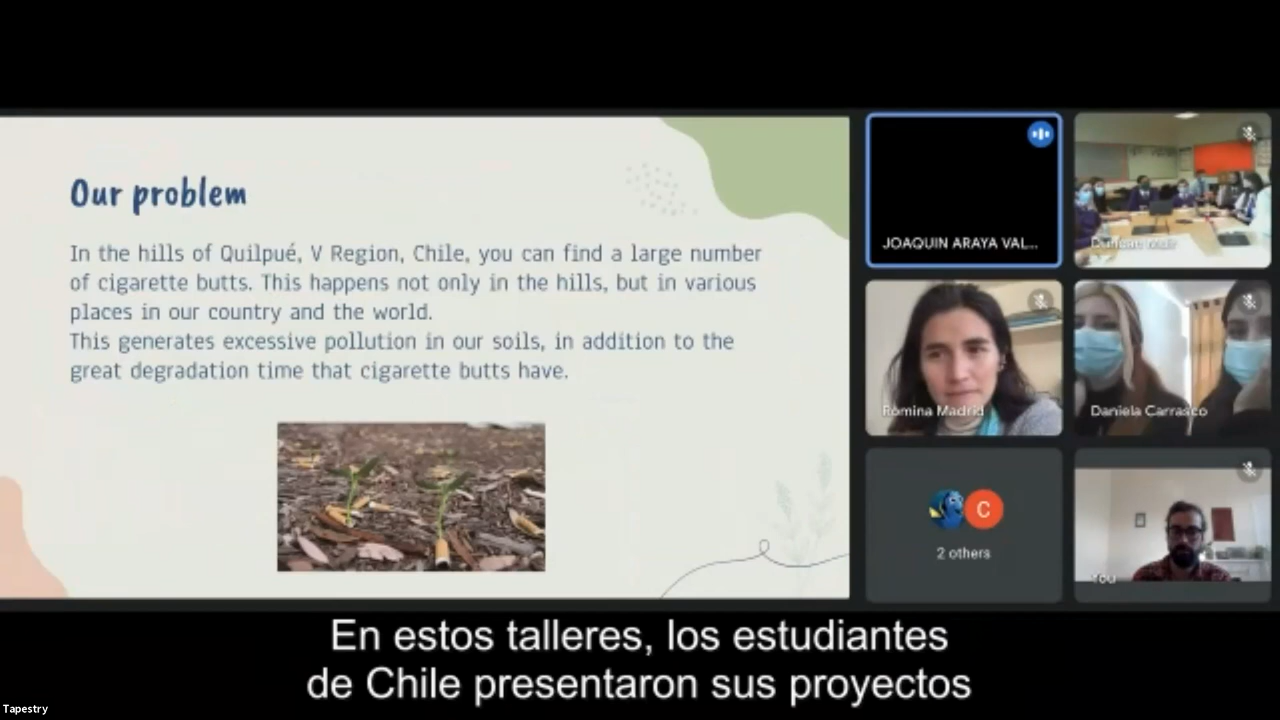 Our problem
In the hills of Quilpué, V Region, Chile, you can find a large number
of cigarette butts. This happens not only in the hills, but in various
places in our country and the world.
This generates excessive pollution in our soils, in addition to the
great degradation time that cigarette butts have.
JOAQUIN ARAYA VAL...
Duncan Muir
Romina Madrid
Daniela Carrasco
C
2 others
You
En estos talleres, los estudiantes
de Chile presentaron sus proyectos
Tapestry